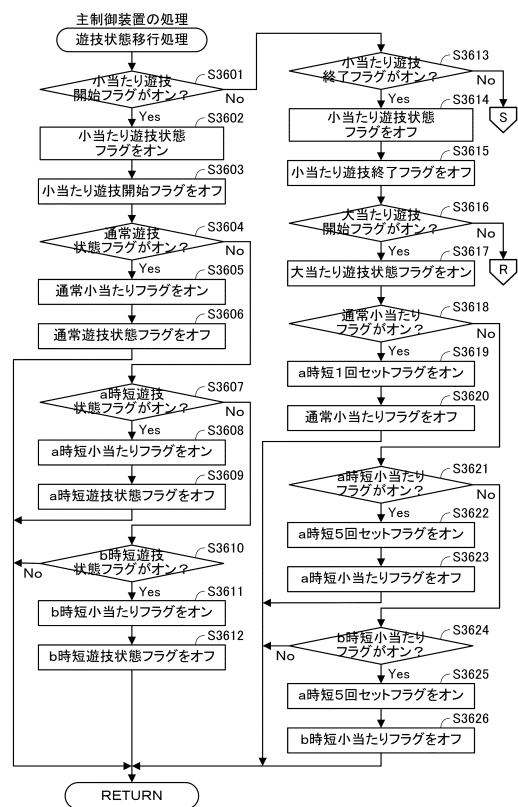 主制御装置の処理
遊技状態移行処理
小当たり遊技
開始フラグがオン?
S3601
No
Yes
S3602
小当たり遊技状態
フラグをオン
S3603
小当たり遊技開始フラグをオフ
通常遊技
状態フラグがオン?
S3604
No
Yes
S3605
通常小当たりフラグをオン
S3606
通常遊技状態フラグをオフ
a時短遊技
状態フラグがオン?
S3607
No
Yes
S3608
a時短小当たりフラグをオン
S3609
a時短遊技状態フラグをオフ
b時短遊技
状態フラグがオン?
S3610
No
Yes
S3611
b時短小当たりフラグをオン
S3612
b時短遊技状態フラグをオフ
RETURN
小当たり遊技
終了フラグがオン?
S3613
No
S
Yes
S3614
小当たり遊技状態
フラグをオフ
S3615
小当たり遊技終了フラグをオフ
大当たり遊技
開始フラグがオン?
S3616
No
R
Yes
S3617
大当たり遊技状態フラグをオン
通常小当たり
フラグがオン?
S3618
No
Yes
S3619
a時短1回セットフラグをオン
S3620
通常小当たりフラグをオフ
a時短小当たり
フラグがオン?
S3621
No
Yes
S3622
a時短5回セットフラグをオン
S3623
a時短小当たりフラグをオフ
b時短小当たり
フラグがオン?
S3624
No
Yes
S3625
a時短5回セットフラグをオン
S3626
b時短小当たりフラグをオフ